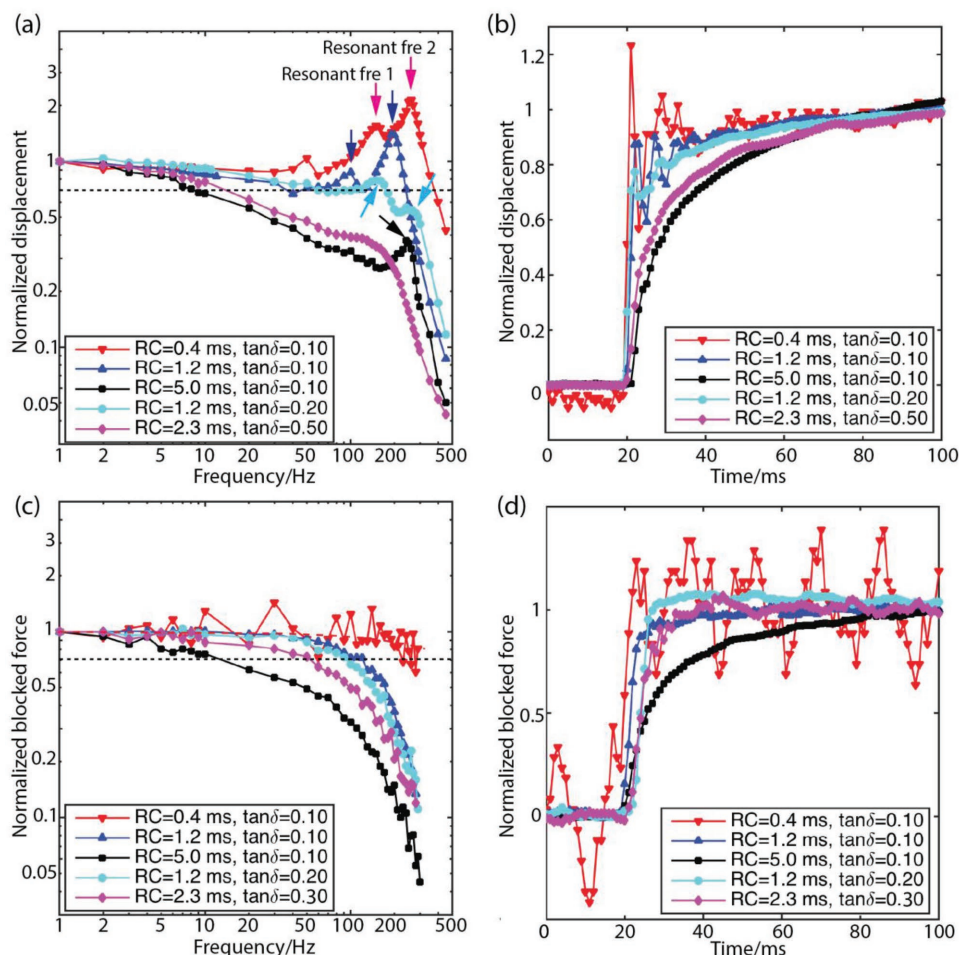 (a)
Normalized displacement
2
1
0.5
0.2
0.1
0.05
Resonant fre 2
Resonant fre 1
RC=0.4 ms, tanδ=0.10
RC=1.2 ms, tanδ=0.10
RC=5.0 ms, tanδ=0.10
RC=1.2 ms, tanδ=0.20
RC=2.3 ms, tanδ=0.50
1 2 5 10 20 50 100 200 500
Frequency/Hz
(b)
Normalized displacement
1.2
1
0.8
0.6
0.4
0.2
0
RC=0.4 ms, tanδ=0.10
RC=1.2 ms, tanδ=0.10
RC=5.0 ms, tanδ=0.10
RC=1.2 ms, tanδ=0.20
RC=2.3 ms, tanδ=0.50
0 20 40 60 80 100
Time/ms
(c)
Normalized blocked force
2
1
0.5
0.2
0.1
0.05
RC=0.4 ms, tanδ=0.10
RC=1.2 ms, tanδ=0.10
RC=5.0 ms, tanδ=0.10
RC=1.2 ms, tanδ=0.20
RC=2.3 ms, tanδ=0.30
1 2 5 10 20 50 100 200 500
Frequency/Hz
(d)
Normalized blocked force
1.5
1
0.5
0
RC=0.4 ms, tanδ=0.10
RC=1.2 ms, tanδ=0.10
RC=5.0 ms, tanδ=0.10
RC=1.2 ms, tanδ=0.20
RC=2.3 ms, tanδ=0.30
0 20 40 60 80 100
Time/ms